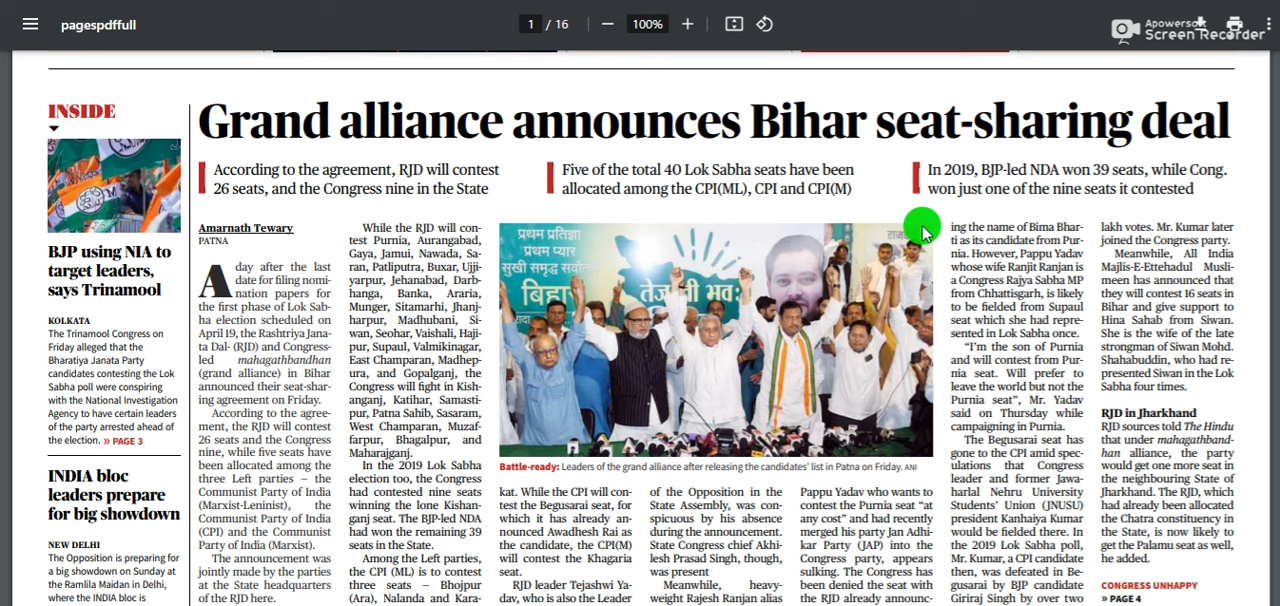 pagespdffull
1 / 16
100%
Apowersoft
Screen Recorder
INSIDE
BJP using NIA to
target leaders,
says Trinamool
KOLKATA
The Trinamool Congress on
Friday alleged that the
Bharatiya Janata Party
candidates contesting the Lok
Sabha poll were conspiring
with the National Investigation
Agency to have certain leaders
of the party arrested ahead of
the election. » PAGE 3
INDIA bloc
leaders prepare
for big showdown
NEW DELHI
The Opposition is preparing for
a big showdown on Sunday at
the Ramlila Maidan in Delhi,
where the INDIA bloc is
Grand alliance announces Bihar seat-sharing deal
According to the agreement, RJD will contest
26 seats, and the Congress nine in the State
Five of the total 40 Lok Sabha seats have been
allocated among the CPI(ML), CPI and CPI(M)
In 2019, BJP-led NDA won 39 seats, while Cong.
won just one of the nine seats it contested
Amarnath Tewary
PATNA
A day after the last
date for filing nomi-
nation papers for
the first phase of Lok Sab-
ha election scheduled on
April 19, the Rashtriya Jana-
ta Dal- (RJD) and Congress-
led mahagathbandhan
(grand alliance) in Bihar
announced their seat-shar-
ing agreement on Friday.
According to the agree-
ment, the RJD will contest
26 seats and the Congress
nine, while five seats have
been allocated among the
three Left parties – the
Communist Party of India
(Marxist-Leninist), the
Communist Party of India
(CPI) and the Communist
Party of India (Marxist).
The announcement was
jointly made by the parties
at the State headquarters
of the RJD here.
While the RJD will con-
test Purnia, Aurangabad,
Gaya, Jamui, Nawada, Sa-
ran, Patliputra, Buxar, Ujji-
yarpur, Jehanabad, Darb-
hanga, Banka, Araria,
Munger, Sitamarhi, Jhanj-
harpur, Madhubani, Si-
wan, Seohar, Vaishali, Haji-
pur, Supaul, Valmikinagar,
East Champaran, Madhep-
ura, and Gopalganj, the
Congress will fight in Kish-
anganj, Katihar, Samasti-
pur, Patna Sahib, Sasaram,
West Champaran, Muzaf-
farpur, Bhagalpur, and
Maharajganj.
In the 2019 Lok Sabha
election too, the Congress
had contested nine seats
winning the lone Kishan-
ganj seat. The BJP-led NDA
had won the remaining 39
seats in the State.
Among the Left parties,
the CPI (ML) is to contest
three seats – Bhojpur
(Ara), Nalanda and Kara-
प्रथम प्रतिज्ञा
प्रथम प्यार
सुखी समृद्ध
बिहार
Battle-ready: Leaders of the grand alliance after releasing the candidates' list in Patna on Friday. ANI
kat. While the CPI will con-
test the Begusarai seat, for
which it has already an-
nounced Awadhesh Rai as
the candidate, the CPI(M)
will contest the Khagaria
seat.
RJD leader Tejashwi Ya-
dav, who is also the Leader
of the Opposition in the
State Assembly, was con-
spicuous by his absence
during the announcement.
State Congress chief Akhi-
lesh Prasad Singh, though,
was present
Meanwhile, heavy-
weight Rajesh Ranjan alias
Pappu Yadav who wants to
contest the Purnia seat "at
any cost" and had recently
merged his party Jan Adhi-
kar Party (JAP) into the
Congress party, appears
sulking. The Congress has
been denied the seat with
the RJD already announc-
ing the name of Bima Bhar-
ti as its candidate from Pur-
nia. However, Pappu Yadav
whose wife Ranjit Ranjan is
a Congress Rajya Sabha MP
from Chhattisgarh, is likely
to be fielded from Supaul
seat which she had repre-
sented in Lok Sabha once.
"I'm the son of Purnia
and will contest from Pur-
nia seat. Will prefer to
leave the world but not the
Purnia seat", Mr. Yadav
said on Thursday while
campaigning in Purnia.
The Begusarai seat has
gone to the CPI amid spec-
ulations that Congress
leader and former Jawa-
harlal Nehru University
Students' Union (JNUSU)
president Kanhaiya Kumar
would be fielded there. In
the 2019 Lok Sabha poll,
Mr. Kumar, a CPI candidate
then, was defeated in Be-
gusarai by BJP candidate
Giriraj Singh by over two
lakh votes. Mr. Kumar later
joined the Congress party.
Meanwhile, All India
Majlis-E-Ettehadul Musli-
meen has announced that
they will contest 16 seats in
Bihar and give support to
Hina Sahab from Siwan.
She is the wife of the late
strongman of Siwan Mohd.
Shahabuddin, who had re-
presented Siwan in the Lok
Sabha four times.
RJD in Jharkhand
RJD sources told The Hindu
that under mahagathband-
han alliance, the party
would get one more seat in
the neighbouring State of
Jharkhand. The RJD, which
had already been allocated
the Chatra constituency in
the State, is now likely to
get the Palamu seat as well,
he added.
CONGRESS UNHAPPY
» PAGE 4